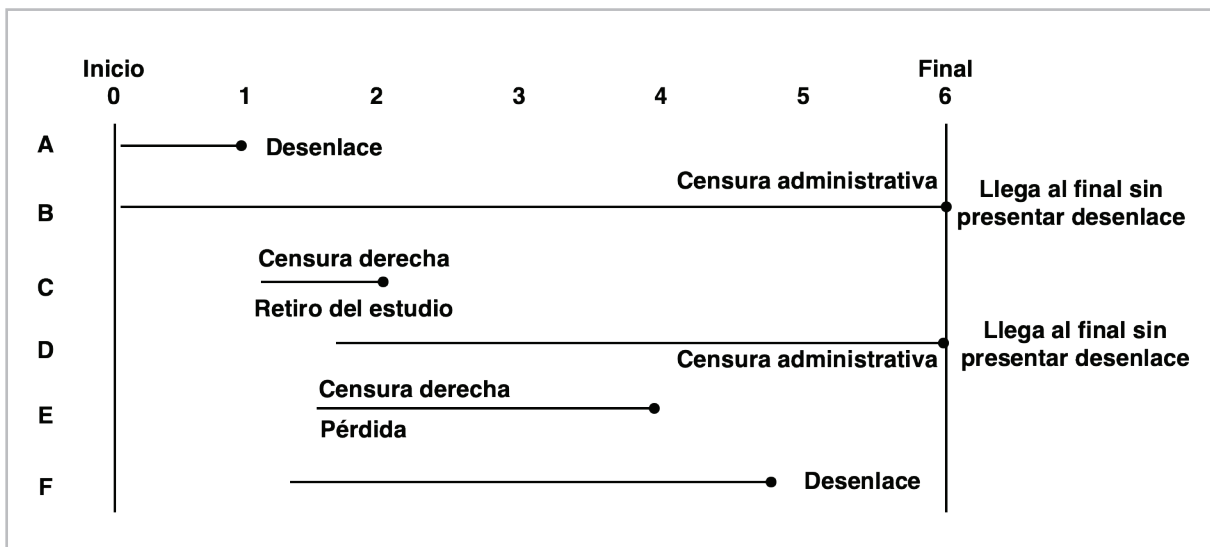 Inicio Final
0 1 2 3 4 5 6
A Desenlace
Censura administrativa
B Llega al final sin
presentar desenlace
Censura derecha
C
Retiro del estudio
D Llega al final sin
presentar desenlace
Censura administrativa
Censura derecha
E
Pérdida
F Desenlace